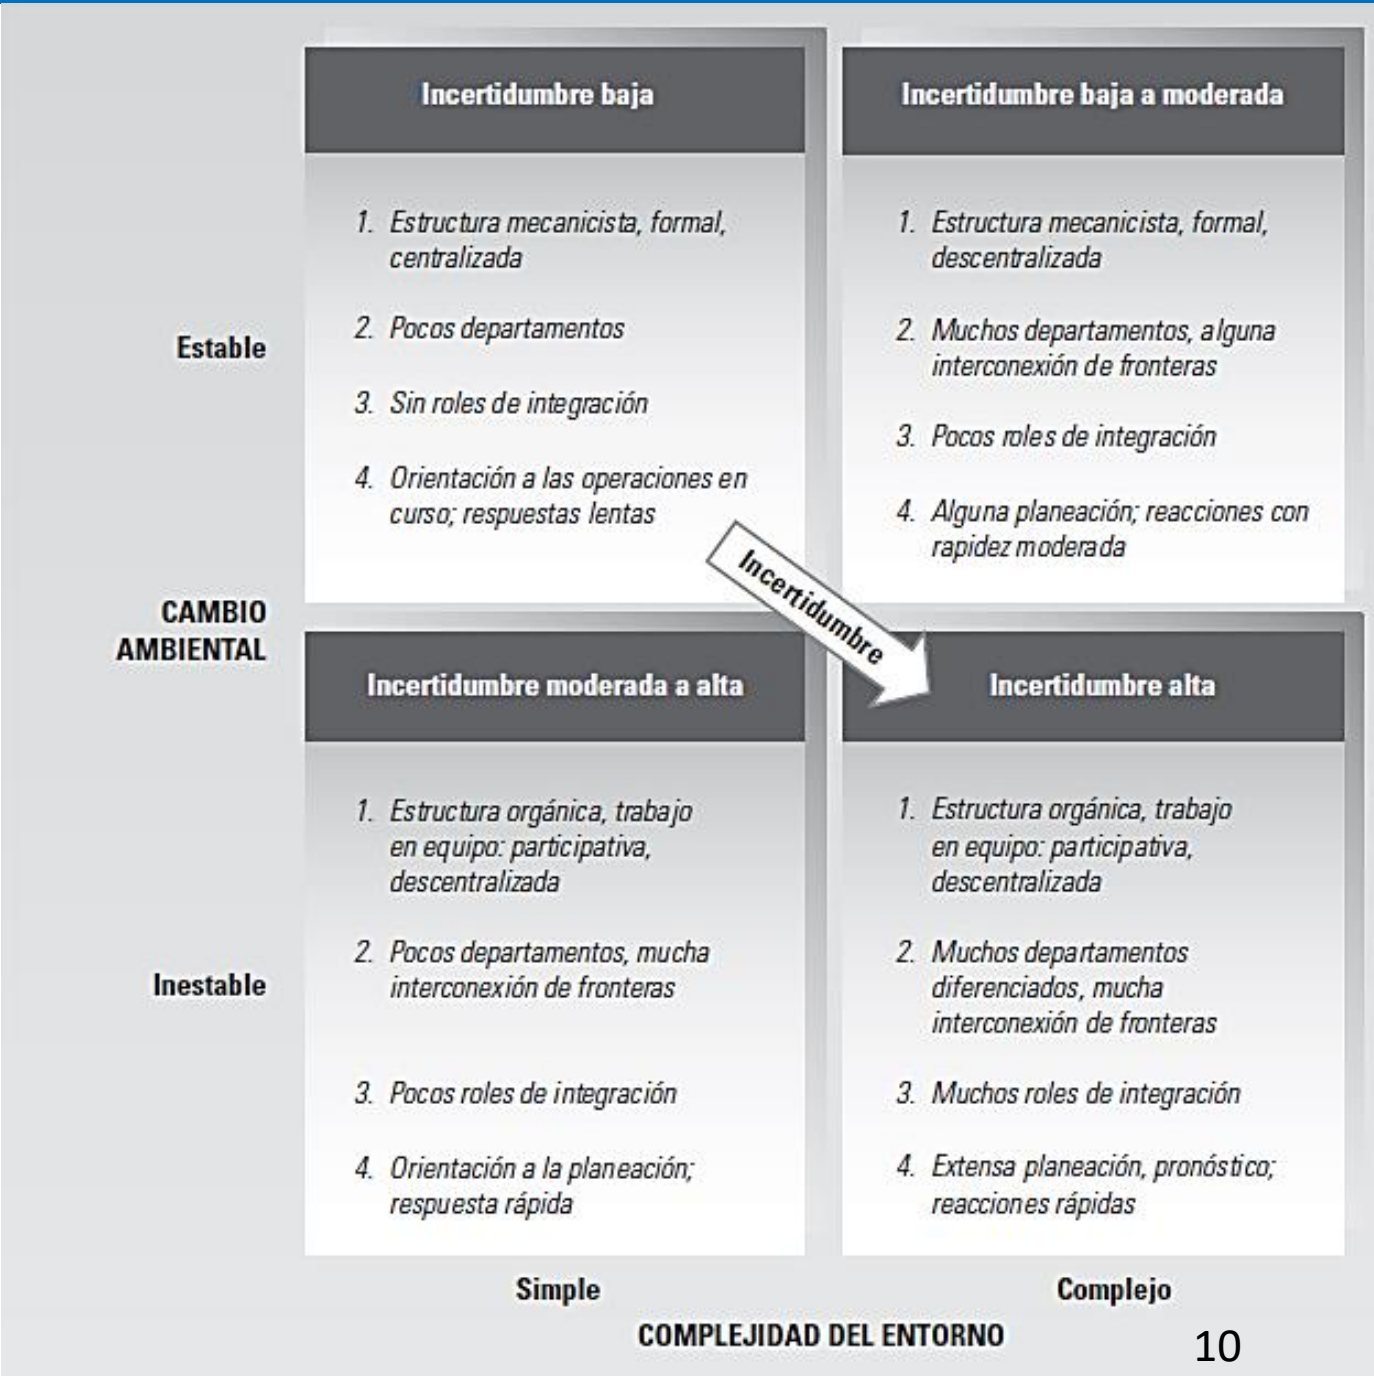 Incertidumbre baja
1. Estructura mecanicista, formal,
centralizada
2. Pocos departamentos
3. Sin roles de integración
4. Orientación a las operaciones en
curso; respuestas lentas
Incertidumbre baja a moderada
1. Estructura mecanicista, formal,
descentralizada
2. Muchos departamentos, alguna
interconexión de fronteras
3. Pocos roles de integración
4. Alguna planeación; reacciones con
rapidez moderada
Estable
Incertidumbre
CAMBIO
AMBIENTAL
Incertidumbre moderada a alta
1. Estructura orgánica, trabajo
en equipo: participativa,
descentralizada
2. Pocos departamentos, mucha
interconexión de fronteras
3. Pocos roles de integración
4. Orientación a la planeación;
respuesta rápida
Incertidumbre alta
1. Estructura orgánica, trabajo
en equipo: participativa,
descentralizada
2. Muchos departamentos
diferenciados, mucha
interconexión de fronteras
3. Muchos roles de integración
4. Extensa planeación, pronóstico;
reacciones rápidas
Inestable
Simple
Complejo
COMPLEJIDAD DEL ENTORNO
10